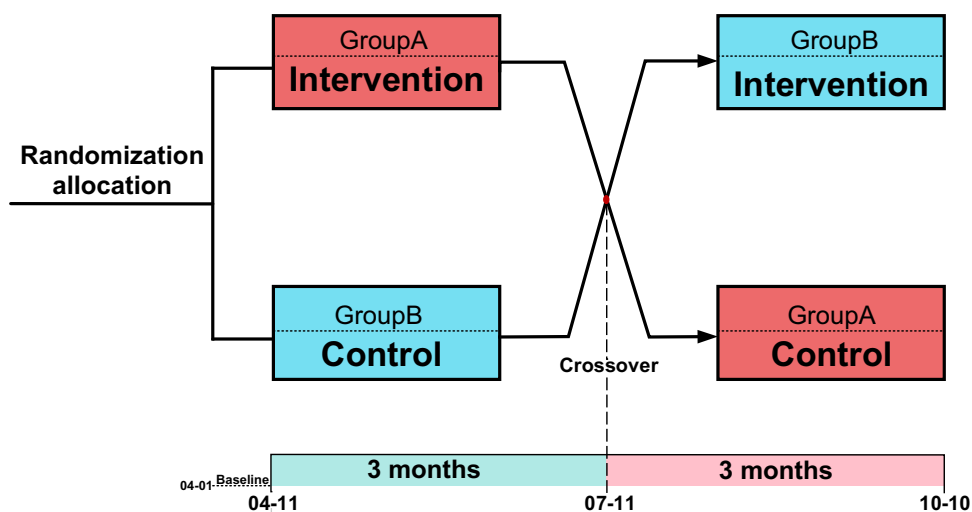 GroupA
Intervention
GroupB
Intervention
Randomization
allocation
GroupB
Control
GroupA
Control
Crossover
3 months
3 months
04-01
Baseline
04-11
07-11
10-10